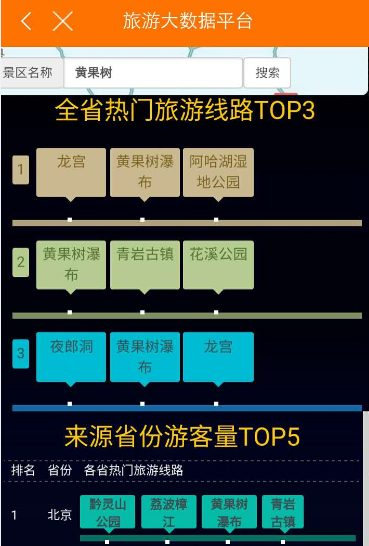 旅游大数据平台
景区名称 黄果树 搜索
全省热门旅游线路TOP3
1 龙宫 黄果树瀑布 阿哈湖湿地公园
2 黄果树瀑布 青岩古镇 花溪公园
3 夜郎洞 黄果树瀑布 龙宫
来源省份游客量TOP5
排名 省份 各省热门旅游线路
1 北京 黔灵山公园 荔波樟江 黄果树瀑布 青岩古镇